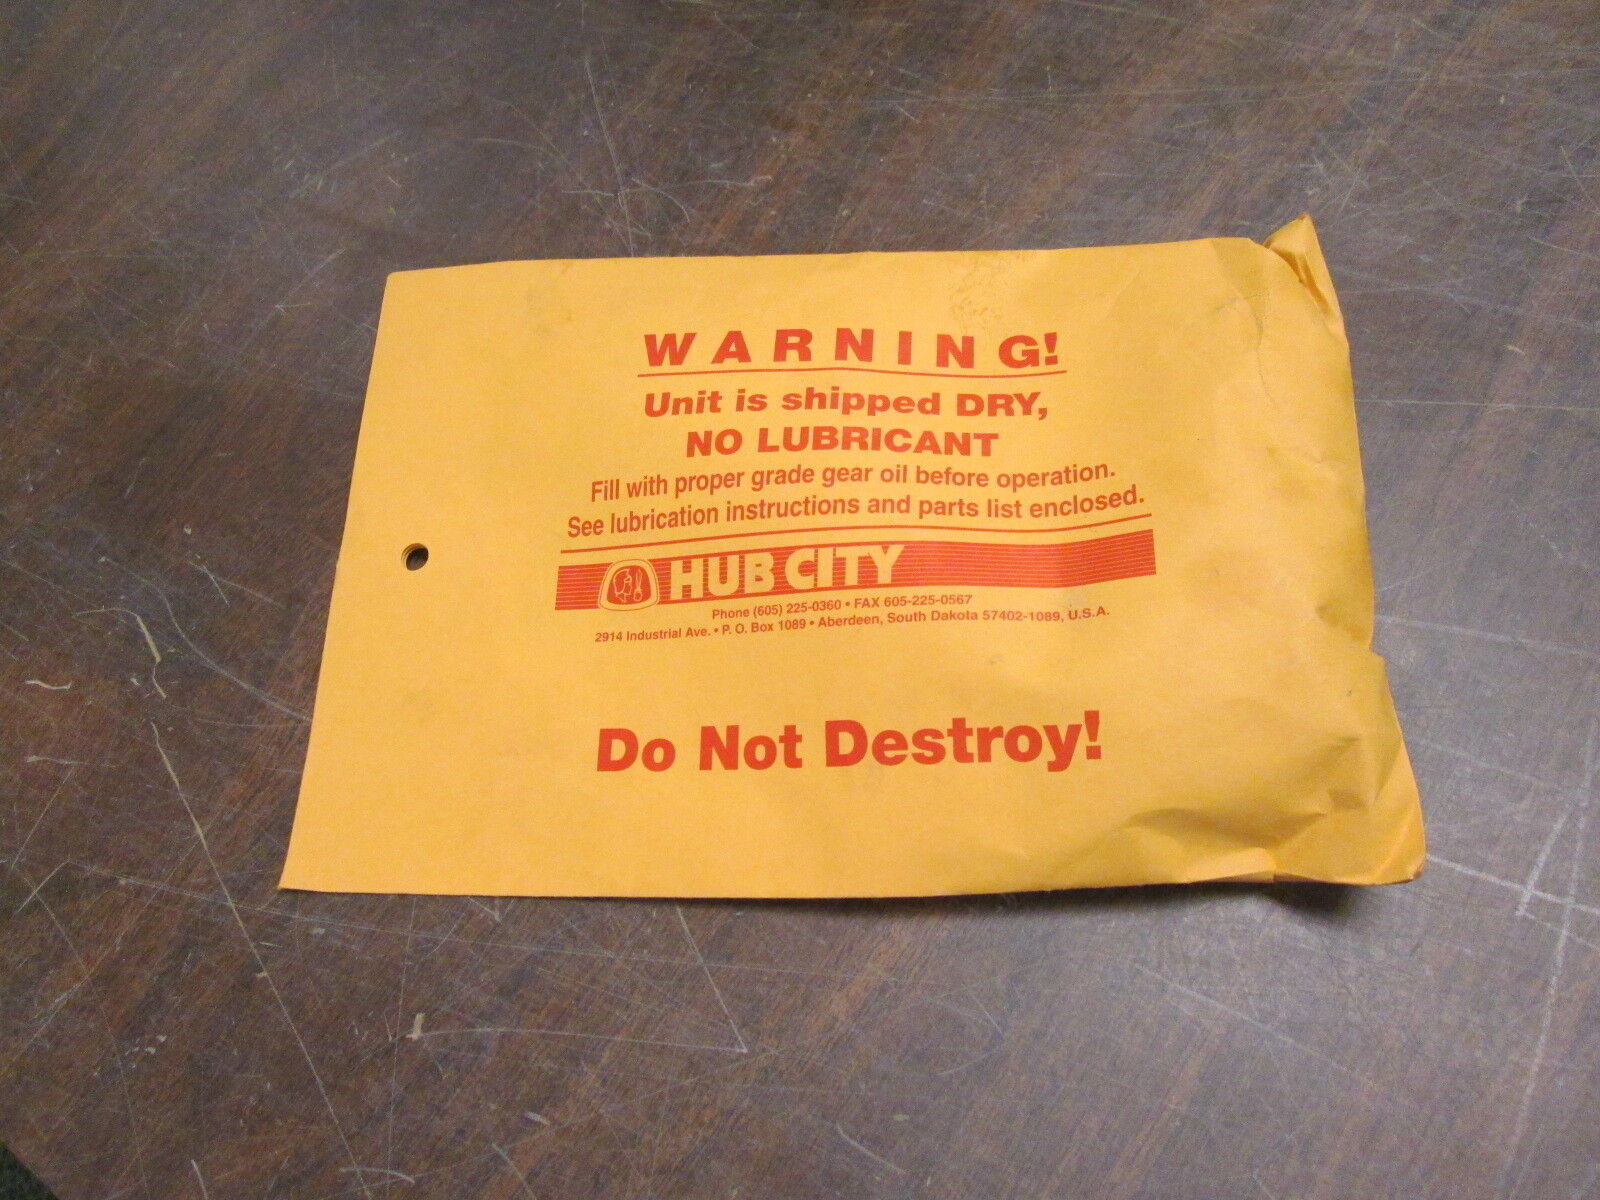 WARNING!
Unit is shipped DRY,
NO LUBRICANT
Fill with proper grade gear oil before operation.
See lubrication instructions and parts list enclosed.
HUB CITY
Phone (605) 225-0360 • FAX 605-225-0567
2914 Industrial Ave. • P. O. Box 1089 • Aberdeen, South Dakota 57402-1089, U.S.A.
Do Not Destroy!